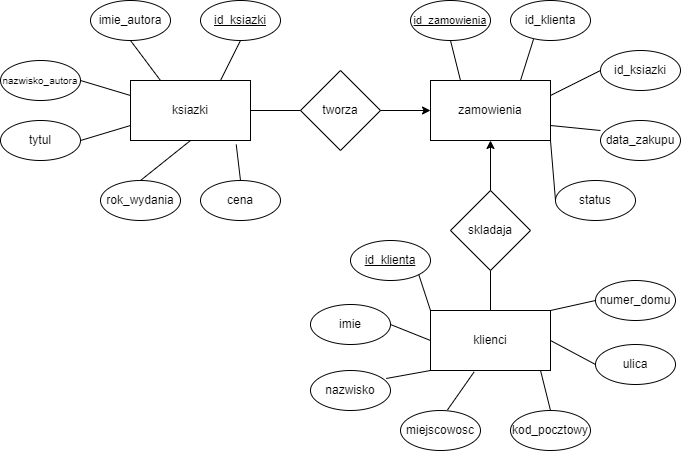 imie_autora
id_ksiazki
id_zamowienia
id_klienta
nazwisko_autora
id_ksiazki
ksiazki
tworza
zamowienia
tytul
data_zakupu
rok_wydania
cena
status
skladaja
id_klienta
numer_domu
imie
klienci
ulica
nazwisko
miejscowosc
kod_pocztowy